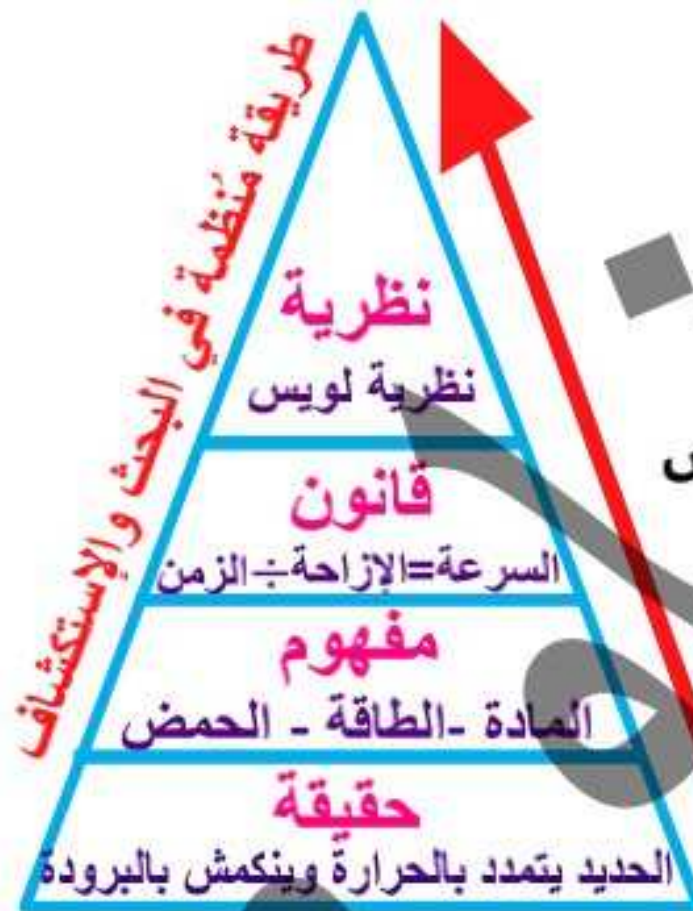 طريقة مُنظمة في البحث والإستكشاف
نظرية
نظرية لويس
قانون
السرعة=الإزاحة÷الزمن
مفهوم
المادة -الطاقة - الحمض
حقيقة
الحديد يتمدد بالحرارة وينكمش بالبرودة